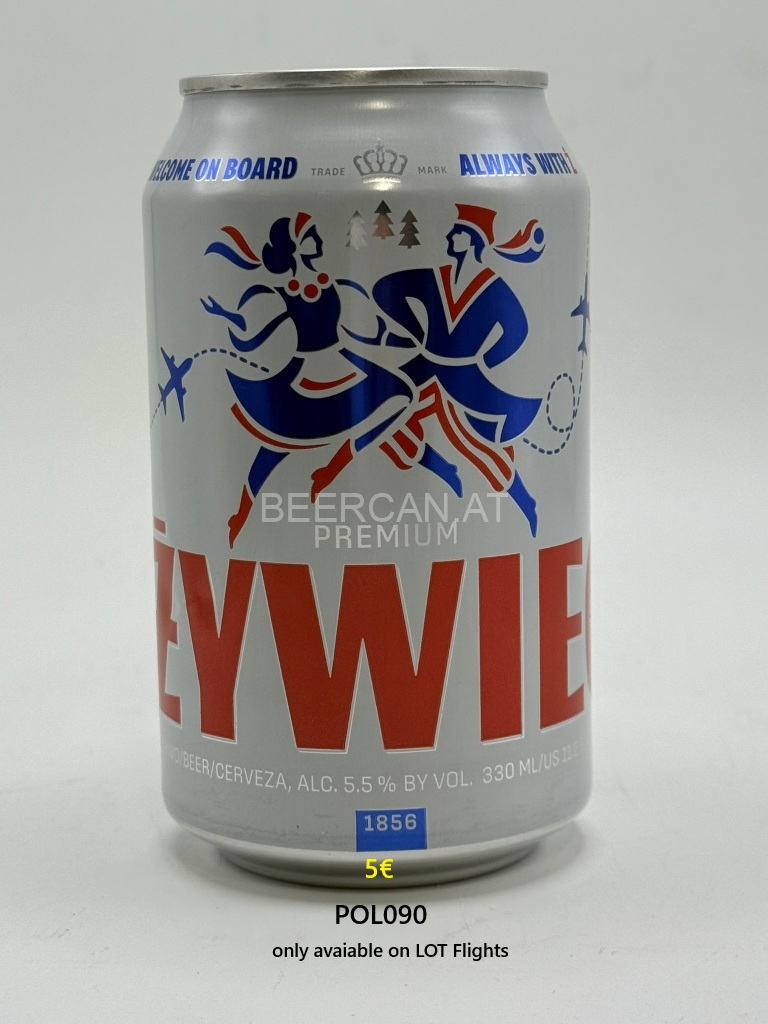 ELCOME ON BOARD TRADE MARK ALWAYS WITH
BEERCAN.AT
PREMIUM
ŻYWIEC
/BEER/CERVEZA, ALC. 5.5 % BY VOL. 330 ML/US
1856
5€
POL090
only avaiable on LOT Flights